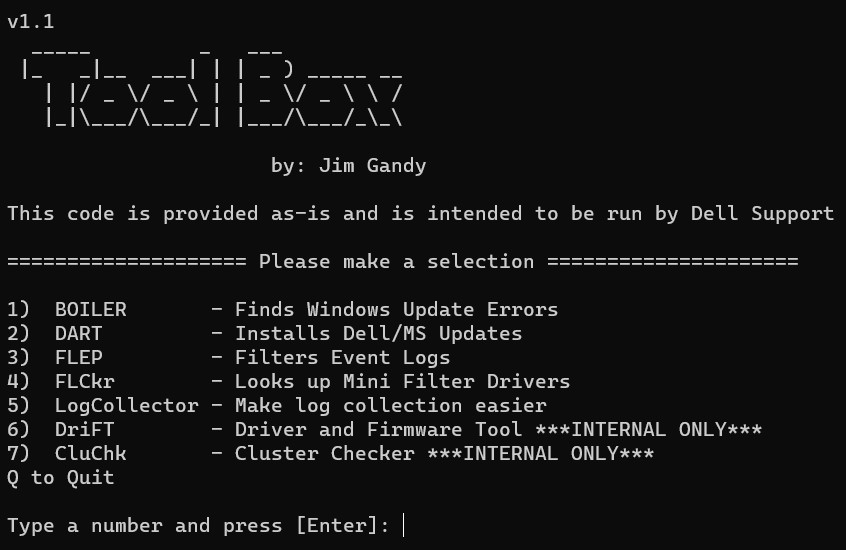 v1.1
  _____         _   ___
 |_   _|__  ___| | | _ ) _____ __
   | |/ _ \/ _ \ | | _ \/ _ \ \ /
   |_|\___/\___/_| |___/\___/_\_\
by: Jim Gandy
This code is provided as-is and is intended to be run by Dell Support
==================== Please make a selection =====================
1)  BOILER       - Finds Windows Update Errors
2)  DART         - Installs Dell/MS Updates
3)  FLEP         - Filters Event Logs
4)  FLCkr        - Looks up Mini Filter Drivers
5)  LogCollector - Make log collection easier
6)  DriFT        - Driver and Firmware Tool ***INTERNAL ONLY***
7)  CluChk       - Cluster Checker ***INTERNAL ONLY***
Q to Quit
Type a number and press [Enter]: